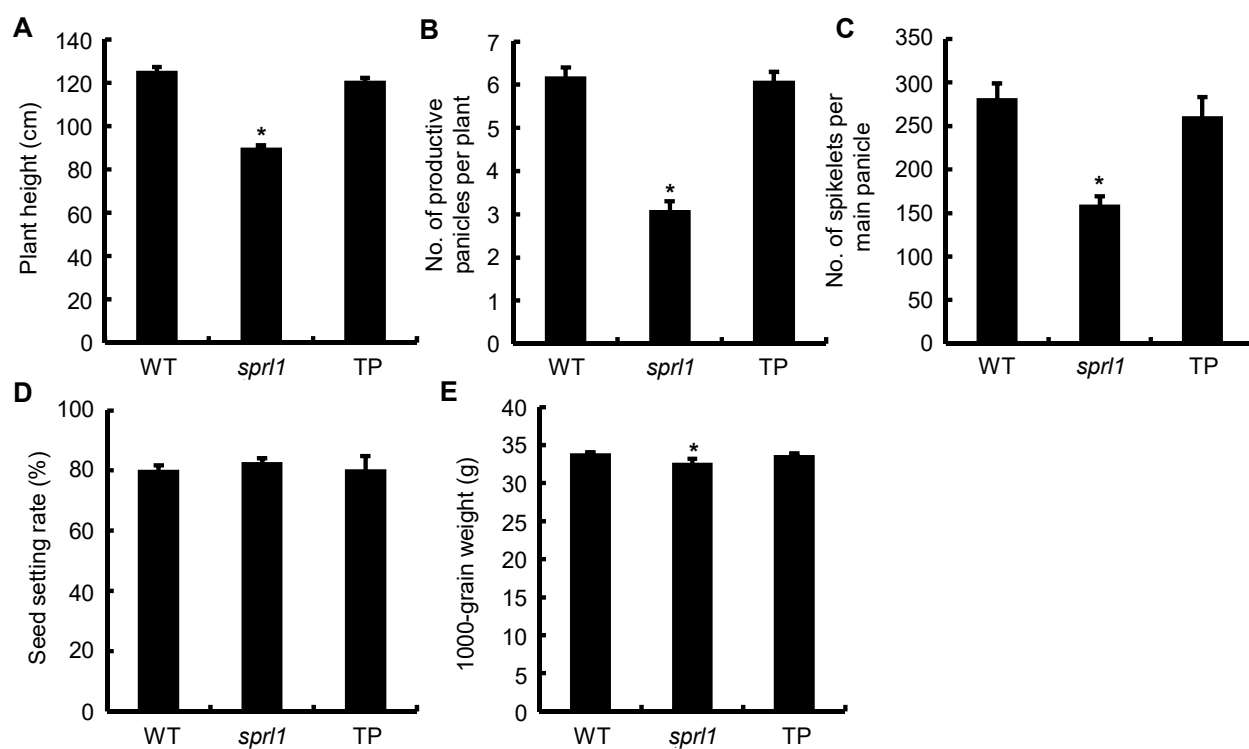 A
Plant height (cm)
140
120
100
80
60
40
20
0
*
WT
sprl1
TP
B
No. of productive
panicles per plant
7
6
5
4
3
2
1
0
*
WT
sprl1
TP
C
No. of spikelets per
main panicle
350
300
250
200
150
100
50
0
*
WT
sprl1
TP
D
Seed setting rate (%)
100
80
60
40
20
0
WT
sprl1
TP
E
1000-grain weight (g)
40
35
30
25
20
15
10
5
0
*
WT
sprl1
TP